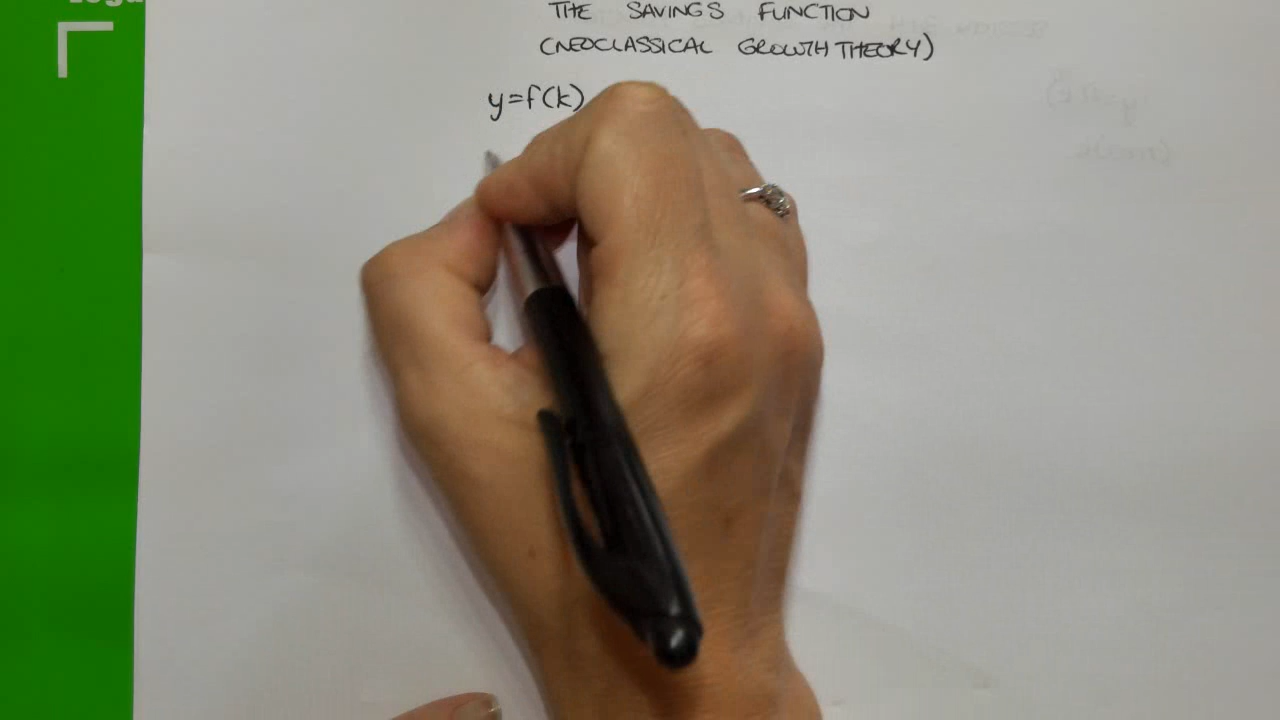 THE SAVINGS FUNCTION
(NEOCLASSICAL GROWTH THEORY)
y=f(k)